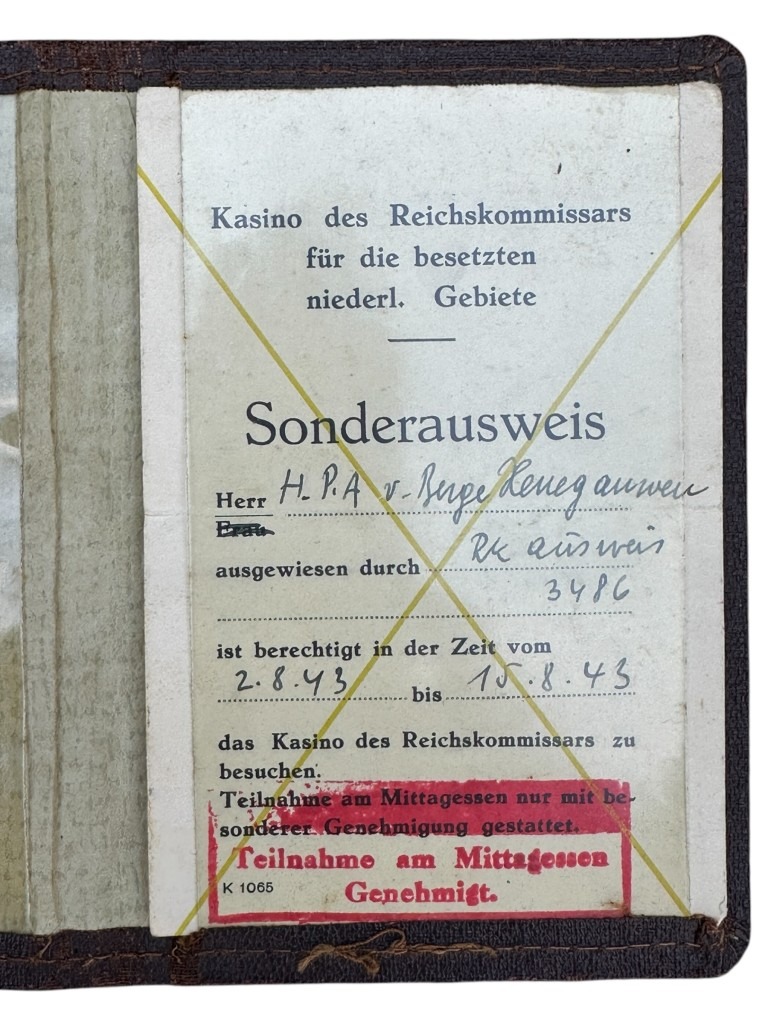 Kasino des Reichskommissars
für die besetzten
niederl. Gebiete
Sonderausweis
Herr H. P. A v. Berge Henegauwen
Frau
ausgewiesen durch RK ausweis
3486
ist berechtigt in der Zeit vom
2.8.43 bis 15.8.43
das Kasino des Reichskommissars zu
besuchen.
Teilnahme am Mittagessen nur mit be-
sonderer Genehmigung gestattet.
Teilnahme am Mittagessen
K 1065 Genehmigt.